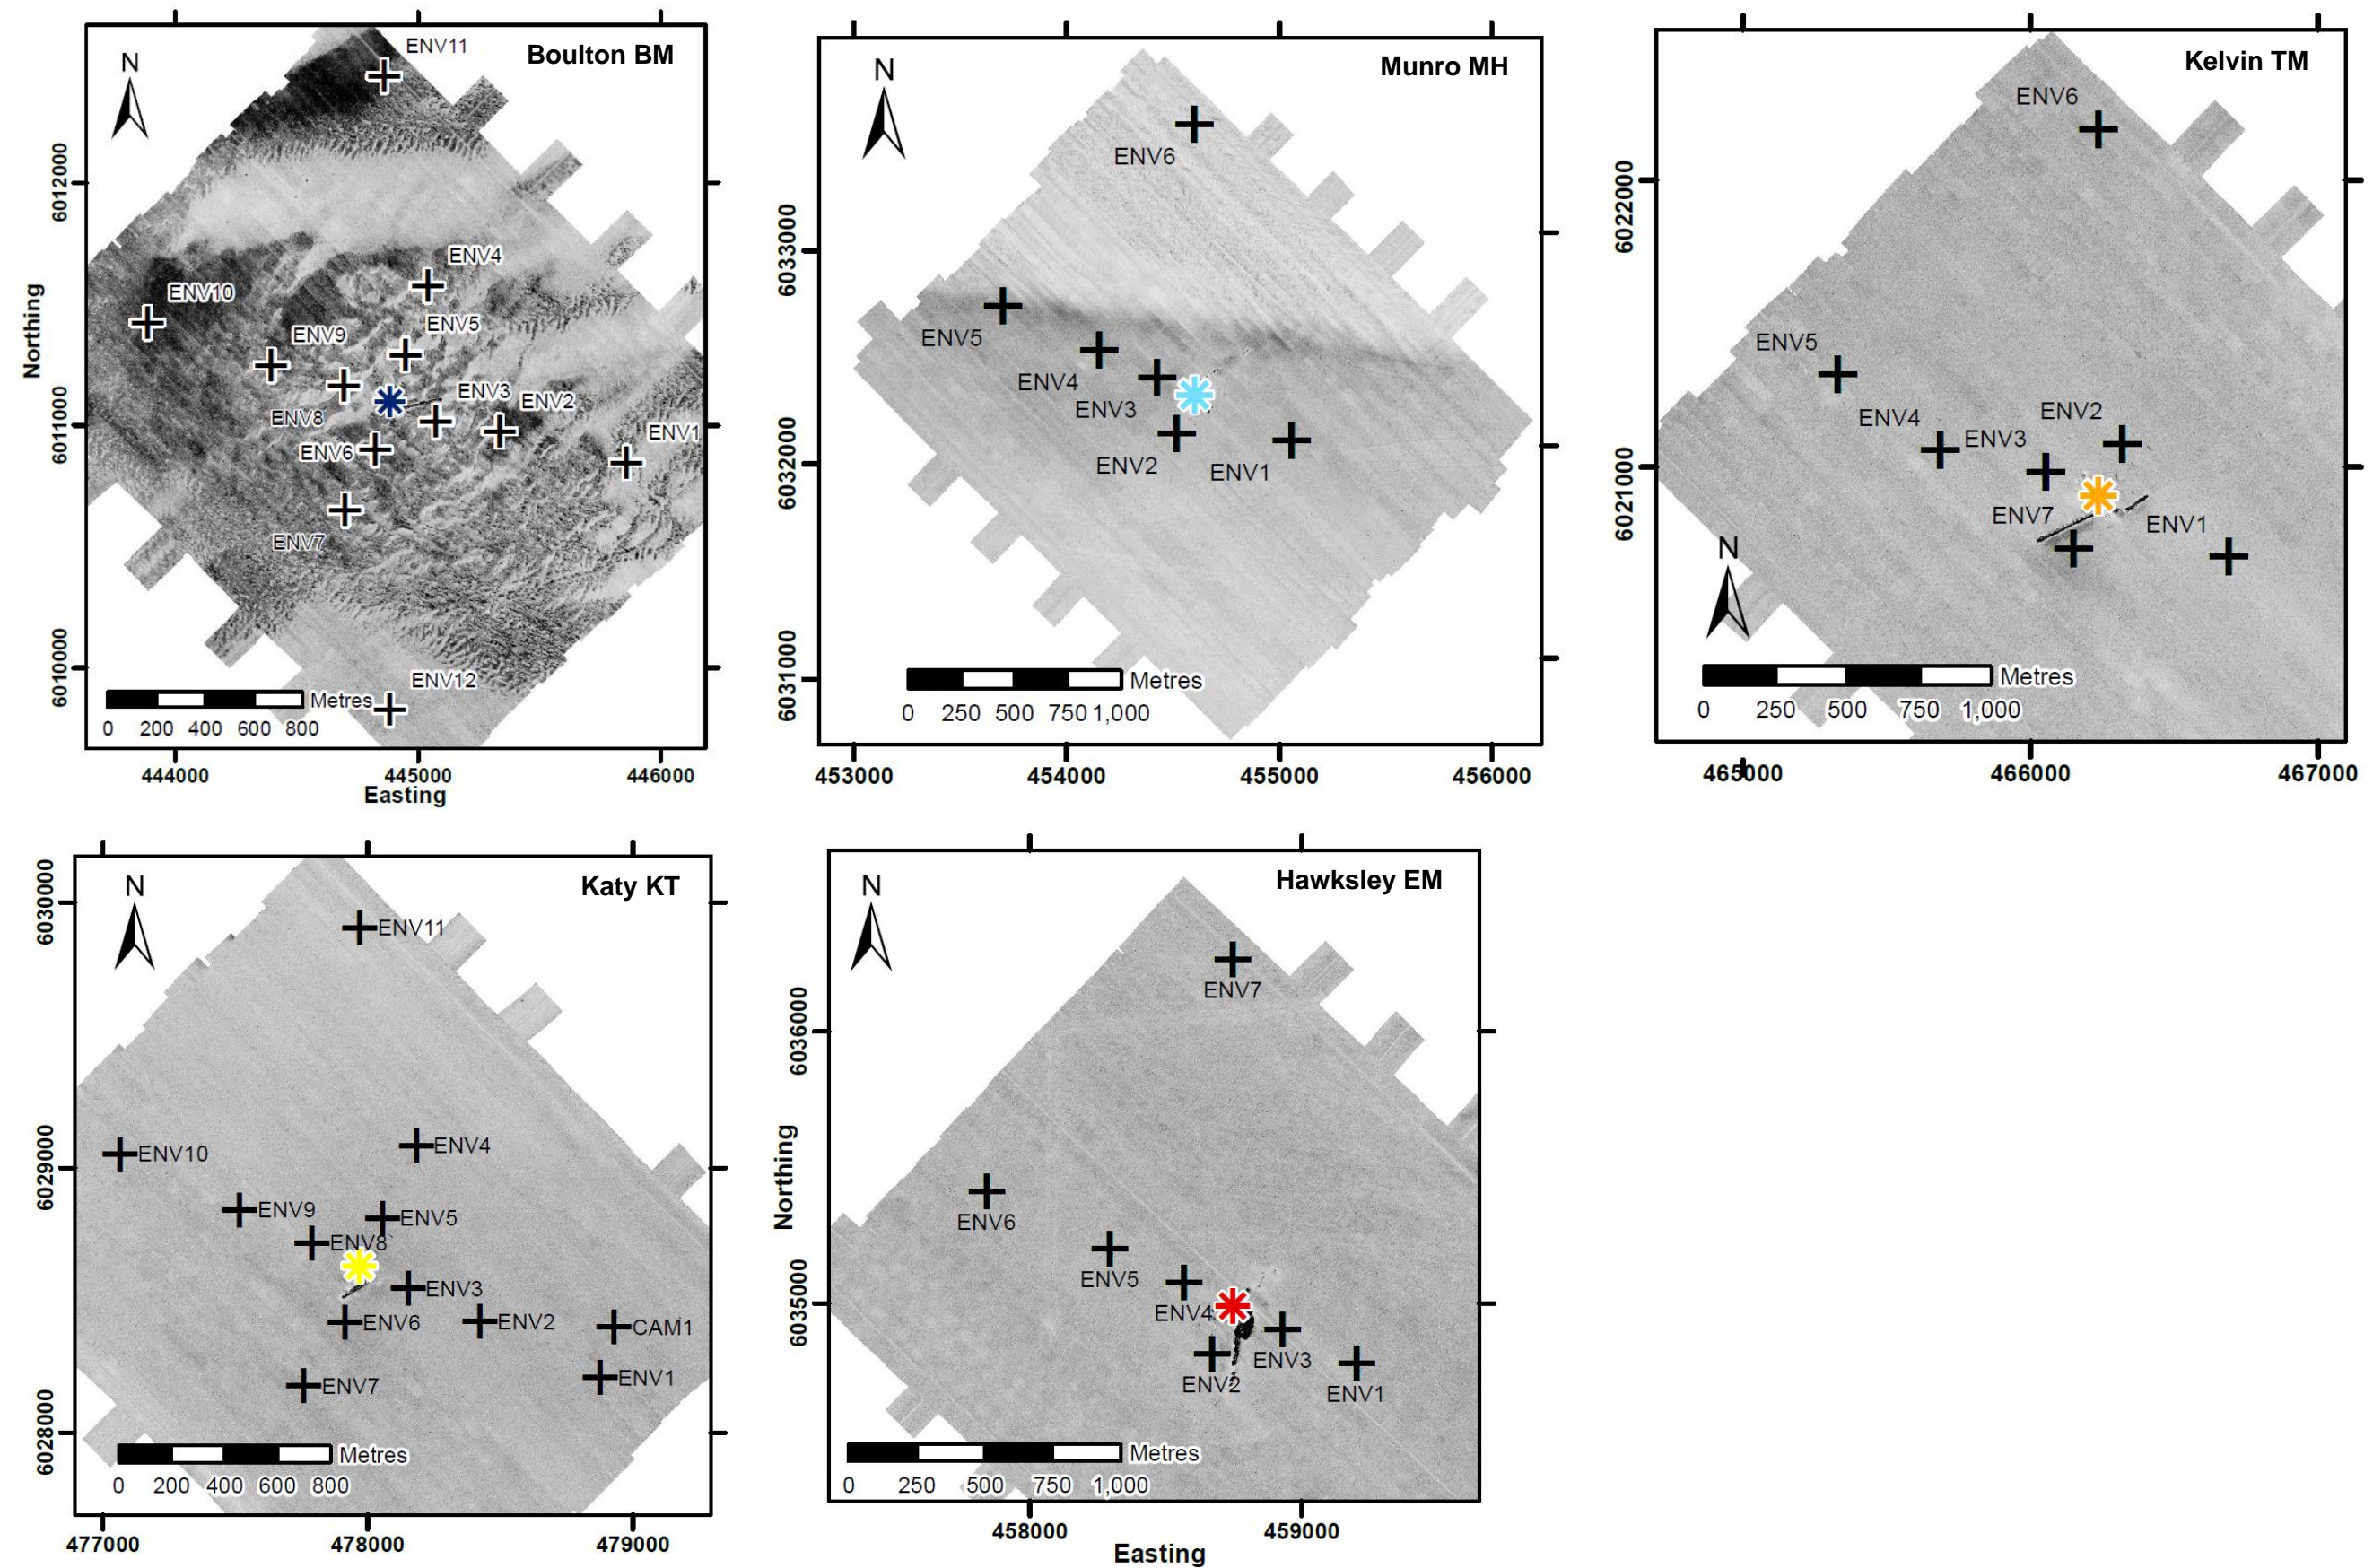 Boulton BM
N
ENV11
ENV4
ENV10
ENV5
ENV9
ENV3
ENV2
ENV8
ENV1
ENV6
ENV7
ENV12
Metres
0 200 400 600 800
6012000
6011000
6010000
Northing
444000 445000 446000
Easting
Munro MH
N
ENV6
ENV5
ENV4
ENV3
ENV2
ENV1
Metres
0 250 500 750 1,000
6033000
6032000
6031000
453000 454000 455000 456000
Kelvin TM
ENV6
ENV5
ENV4
ENV2
ENV3
ENV7
ENV1
N
Metres
0 250 500 750 1,000
6022000
6021000
465000 466000 467000
Katy KT
N
ENV11
ENV4
ENV10
ENV9
ENV5
ENV8
ENV3
ENV6
ENV2
CAM1
ENV1
ENV7
Metres
0 200 400 600 800
6030000
6029000
6028000
477000 478000 479000
Hawksley EM
N
ENV7
ENV6
ENV5
ENV4
ENV3
ENV2
ENV1
Metres
0 250 500 750 1,000
6036000
6035000
Northing
458000 459000
Easting